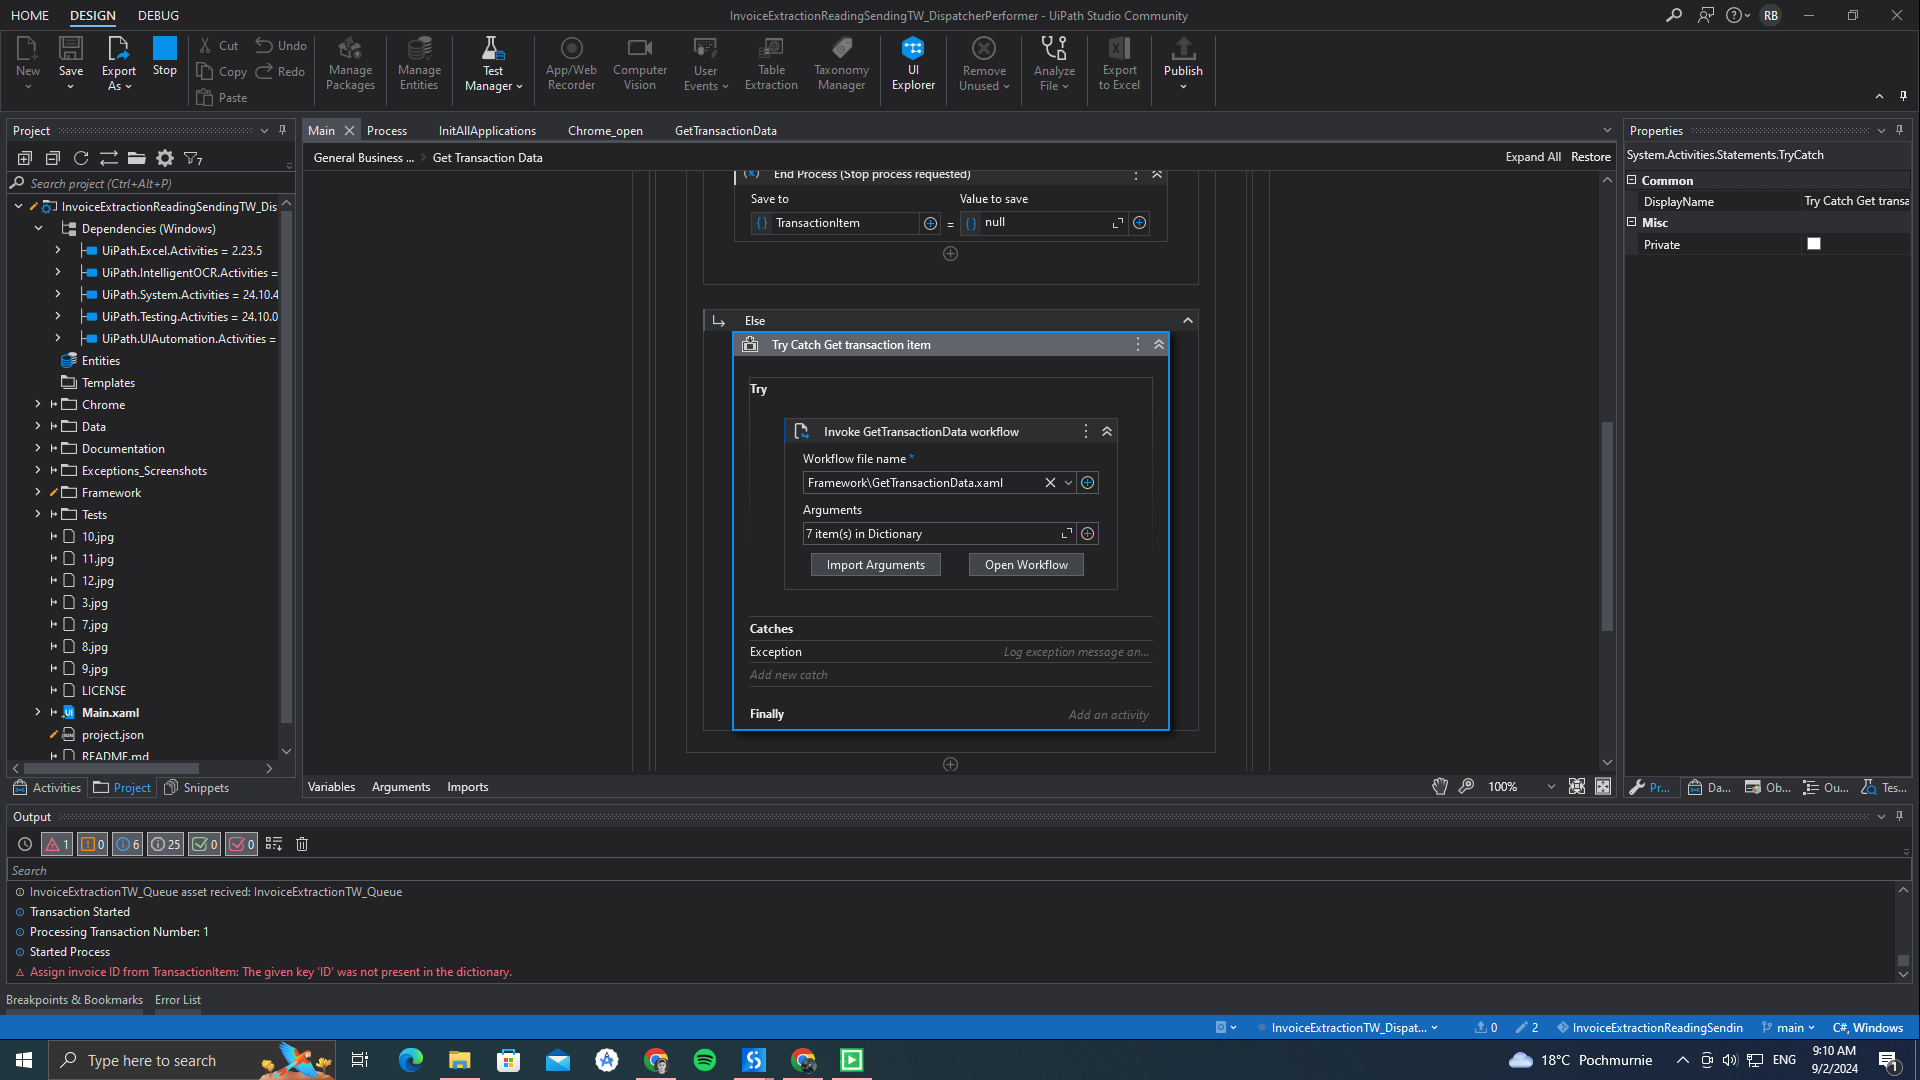 HOME DESIGN DEBUG
InvoiceExtractionReadingSendingTW_DispatcherPerformer - UiPath Studio Community
RB
New
Save
Export As
Stop
Cut
Copy
Paste
Undo
Redo
Manage Packages
Manage Entities
Test Manager
App/Web Recorder
Computer Vision
User Events
Table Extraction
Taxonomy Manager
UI Explorer
Remove Unused
Analyze File
Export to Excel
Publish
Project
Search project (Ctrl+Alt+P)
InvoiceExtractionReadingSendingTW_Dis
Dependencies (Windows)
UiPath.Excel.Activities = 2.23.5
UiPath.IntelligentOCR.Activities =
UiPath.System.Activities = 24.10.4
UiPath.Testing.Activities = 24.10.0
UiPath.UIAutomation.Activities =
Entities
Templates
Chrome
Data
Documentation
Exceptions_Screenshots
Framework
Tests
10.jpg
11.jpg
12.jpg
3.jpg
7.jpg
8.jpg
9.jpg
LICENSE
Main.xaml
project.json
README.md
Activities Project Snippets
Main Process InitAllApplications Chrome_open GetTransactionData
General Business ... Get Transaction Data
Expand All Restore
End Process (Stop process requested)
Save to Value to save
TransactionItem = null
Else
Try Catch Get transaction item
Try
Invoke GetTransactionData workflow
Workflow file name *
Framework\GetTransactionData.xaml
Arguments
7 item(s) in Dictionary
Import Arguments Open Workflow
Catches
Exception Log exception message an...
Add new catch
Finally Add an activity
Variables Arguments Imports
100%
Properties
System.Activities.Statements.TryCatch
Common
DisplayName Try Catch Get transa
Misc
Private
Pr... Da... Ob... Ou... Tes...
Output
1 0 6 25 0 0
Search
InvoiceExtractionTW_Queue asset recived: InvoiceExtractionTW_Queue
Transaction Started
Processing Transaction Number: 1
Started Process
Assign invoice ID from TransactionItem: The given key 'ID' was not present in the dictionary.
Breakpoints & Bookmarks Error List
InvoiceExtractionTW_Dispat... 0 2 InvoiceExtractionReadingSendin main C#, Windows
Type here to search
18°C Pochmurnie ENG
9:10 AM
9/2/2024
1